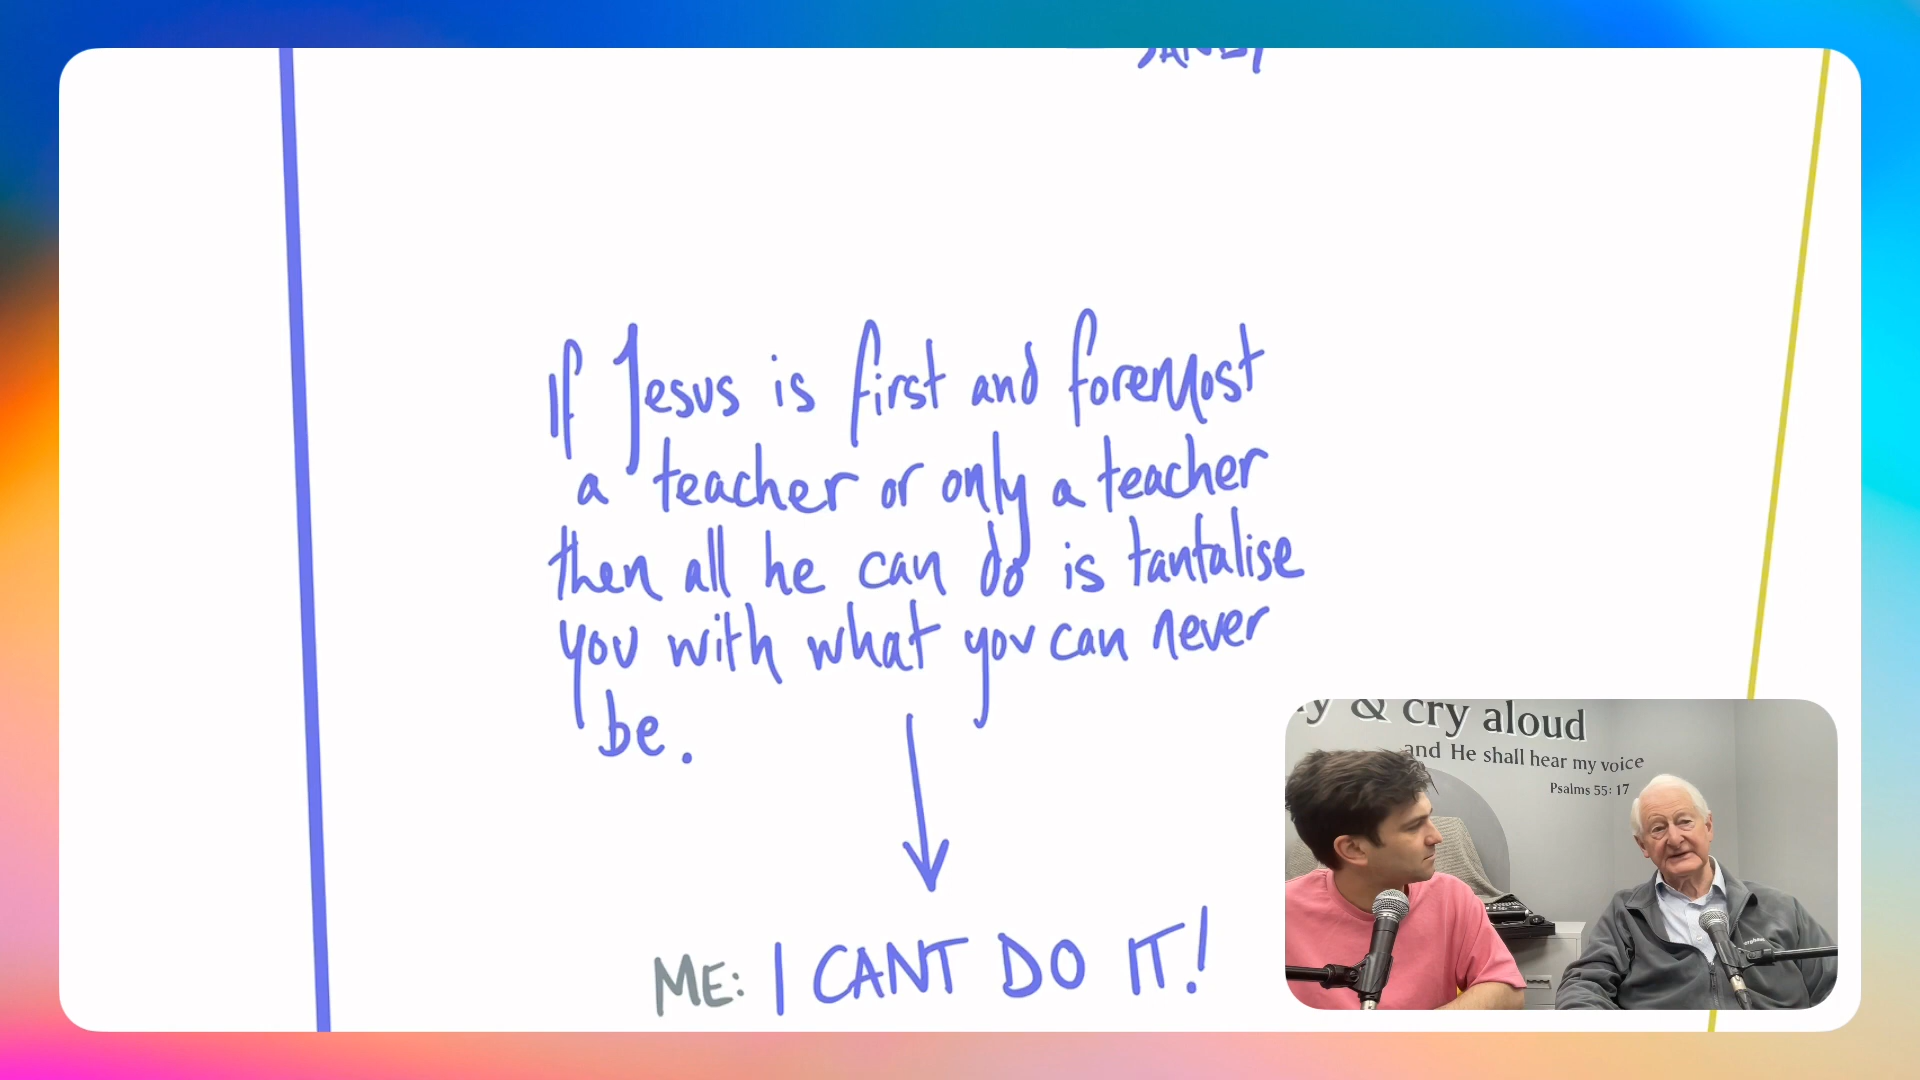 If Jesus is first and foremost
a teacher or only a teacher
then all he can do is tantalise
you with what you can never
be.
ME: I CANT DO IT!
& cry aloud
and He shall hear my voice
Psalms 55: 17